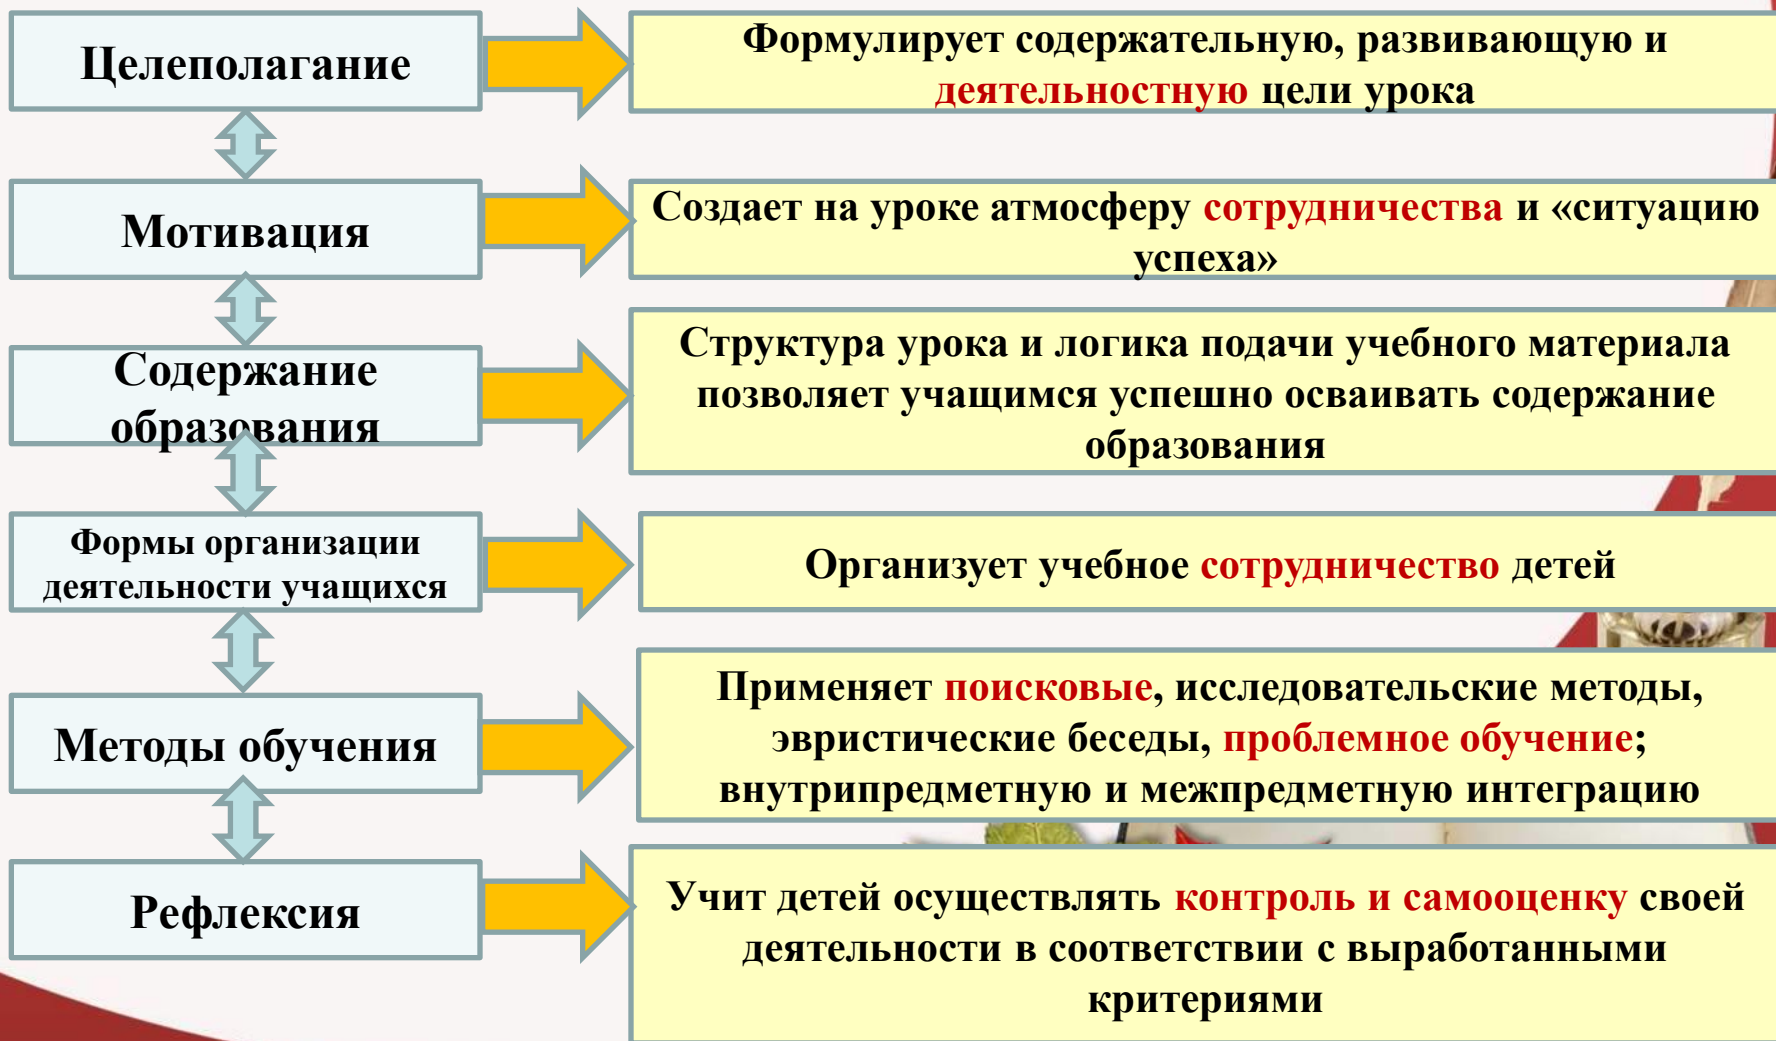 Целеполагание
Формулирует содержательную, развивающую и
деятельностную цели урока
Мотивация
Создает на уроке атмосферу сотрудничества и «ситуацию
успеха»
Содержание
образования
Структура урока и логика подачи учебного материала
позволяет учащимся успешно осваивать содержание
образования
Формы организации
деятельности учащихся
Организует учебное сотрудничество детей
Методы обучения
Применяет поисковые, исследовательские методы,
эвристические беседы, проблемное обучение;
внутрипредметную и межпредметную интеграцию
Рефлексия
Учит детей осуществлять контроль и самооценку своей
деятельности в соответствии с выработанными
критериями